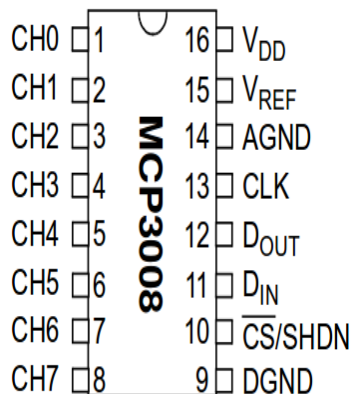 CH0 1 16 VDD
CH1 2 15 VREF
CH2 3 14 AGND
CH3 4 13 CLK
CH4 5 12 DOUT
CH5 6 11 DIN
CH6 7 10 C̅S̅/SHDN
CH7 8 9 DGND
MCP3008